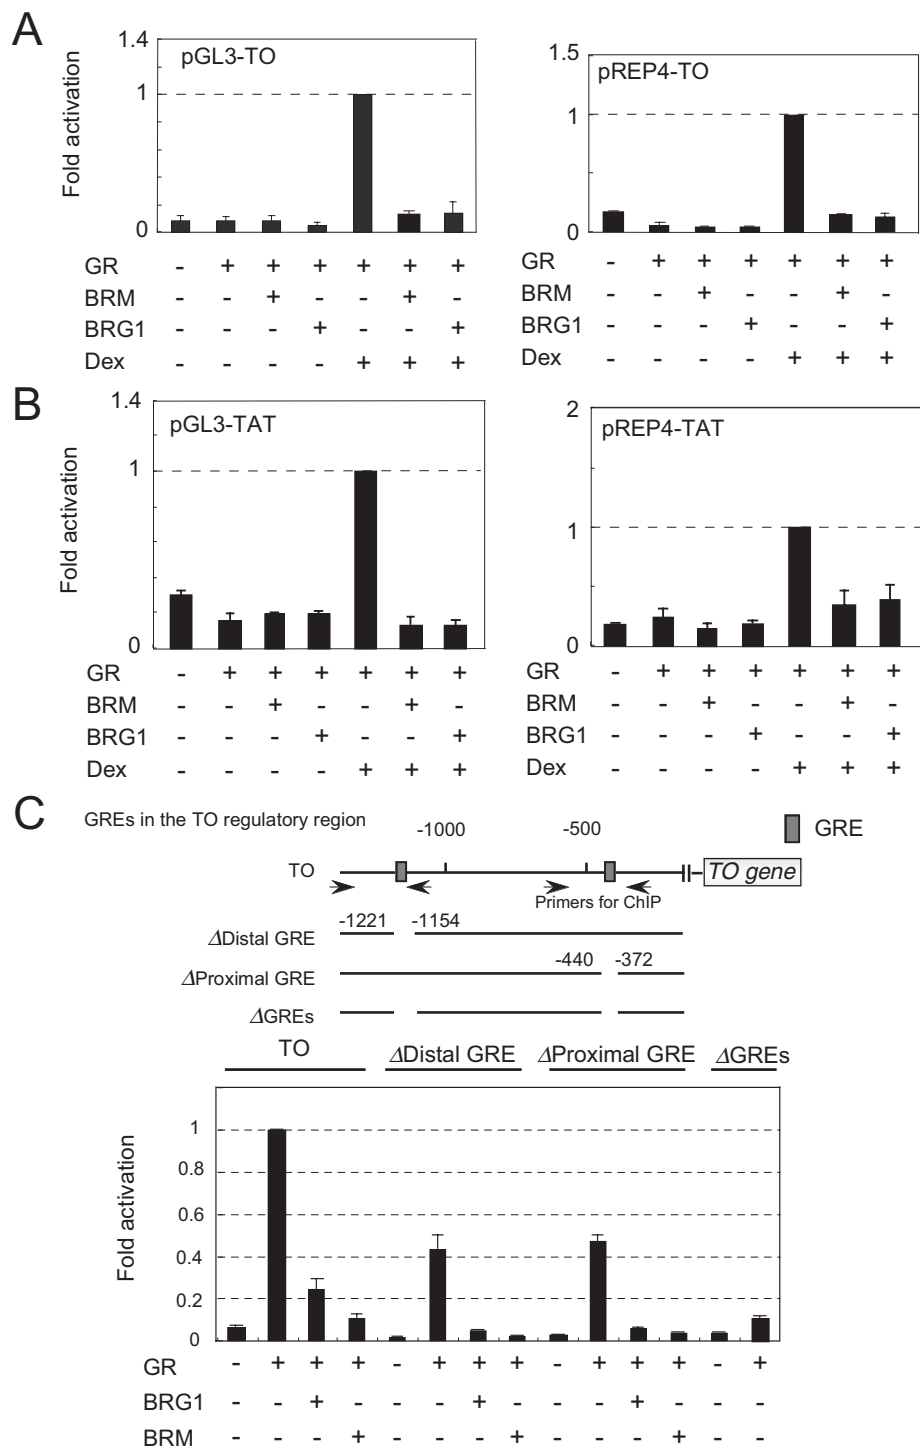 A
1.4
1
0
Fold activation
pGL3-TO
GR - + + + + + +
BRM - - + - - + -
BRG1 - - - + - - +
Dex - - - - + + +
1.5
1
0
pREP4-TO
GR - + + + + + +
BRM - - + - - + -
BRG1 - - - + - - +
Dex - - - - + + +
B
1.4
1
0
Fold activation
pGL3-TAT
GR - + + + + + +
BRM - - + - - + -
BRG1 - - - + - - +
Dex - - - - + + +
2
1
0
pREP4-TAT
GR - + + + + + +
BRM - - + - - + -
BRG1 - - - + - - +
Dex - - - - + + +
C
GREs in the TO regulatory region
-1000 -500
GRE
TO
TO gene
Primers for ChIP
-1221 -1154
ΔDistal GRE
-440 -372
ΔProximal GRE
ΔGREs
TO ΔDistal GRE ΔProximal GRE ΔGREs
1
0.8
0.6
0.4
0.2
0
Fold activation
GR - + + + - + + + - + + + - +
BRG1 - - + - - - + - - - + - - -
BRM - - - + - - - + - - - + - -